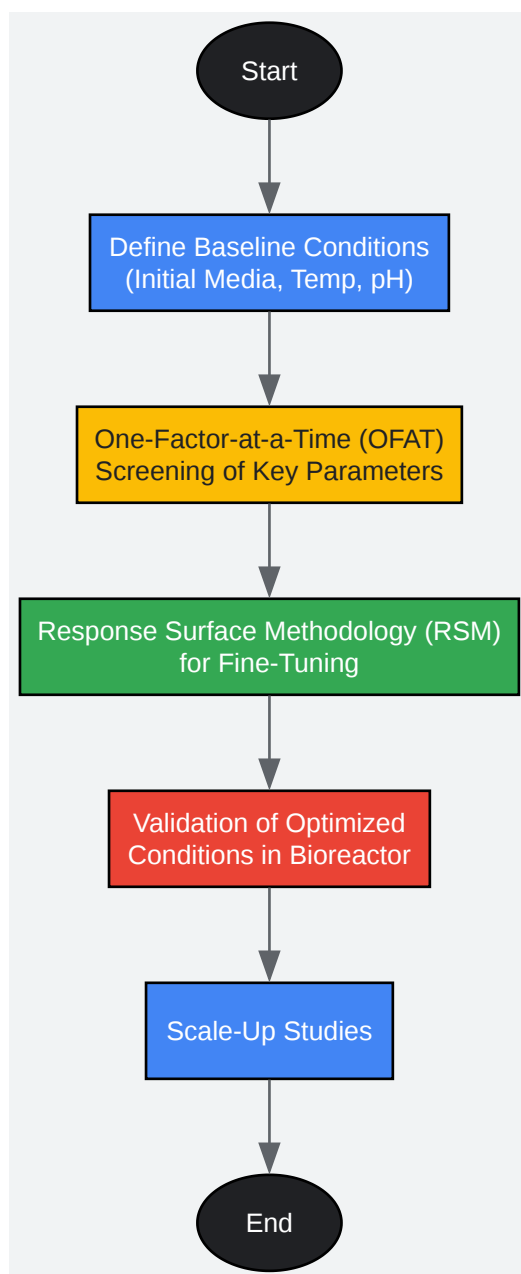 Start
Define Baseline Conditions
(Initial Media, Temp, pH)
One-Factor-at-a-Time (OFAT)
Screening of Key Parameters
Response Surface Methodology (RSM)
for Fine-Tuning
Validation of Optimized
Conditions in Bioreactor
Scale-Up Studies
End